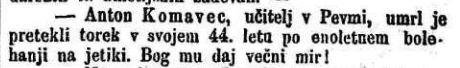 — Anton Komavec, učitelj v Pevmi, umrl je
pretekli torek v svojem 44. letu po enoletnem bole-
hanji na jetiki. Bog mu daj večni mir!